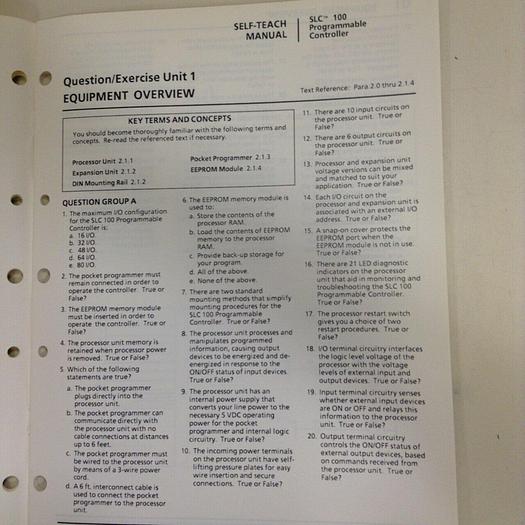 SELF-TEACH
MANUAL
SLC™ 100
Programmable
Controller
Question/Exercise Unit 1
EQUIPMENT OVERVIEW
Text Reference: Para 2.0 thru 2.1.4
KEY TERMS AND CONCEPTS
You should become thoroughly familiar with the following terms and
concepts. Re-read the referenced text if necessary.
Processor Unit 2.1.1
Expansion Unit 2.1.2
DIN Mounting Rail 2.1.2
Pocket Programmer 2.1.3
EEPROM Module 2.1.4
QUESTION GROUP A
1. The maximum I/O configuration
for the SLC 100 Programmable
Controller is:
a. 16 I/O.
b. 32 I/O.
c. 48 I/O.
d. 64 I/O.
e. 80 I/O
2. The pocket programmer must
remain connected in order to
operate the controller. True or
False?
3. The EEPROM memory module
must be inserted in order to
operate the controller. True or
False?
4. The processor unit memory is
retained when processor power
is removed. True or False?
5. Which of the following
statements are true?
a. The pocket programmer
plugs directly into the
processor unit.
b. The pocket programmer can
communicate directly with
the processor unit with no
cable connections at distances
up to 6 feet.
c. The pocket programmer must
be wired to the processor unit
by means of a 3-wire power
cord.
d. A 6 ft. interconnect cable is
used to connect the pocket
programmer to the processor
unit.
6. The EEPROM memory module is
used to:
a. Store the contents of the
processor RAM.
b. Load the contents of EEPROM
memory to the processor
RAM.
c. Provide back-up storage for
your program.
d. All of the above.
e. None of the above.
7. There are two standard
mounting methods that simplify
mounting procedures for the
SLC 100 Programmable
Controller. True or False?
8. The processor unit processes and
manipulates programmed
information, causing output
devices to be energized and de-
energized in response to the
ON/OFF status of input devices.
True or False?
9. The processor unit has an
internal power supply that
converts your line power to the
necessary 5 VDC operating
power for the pocket
programmer and internal logic
circuitry. True or False?
10. The incoming power terminals
on the processor unit have self-
lifting pressure plates for easy
wire insertion and secure
connections. True or False?
11. There are 10 input circuits on
the processor unit. True or
False?
12. There are 6 output circuits on
the processor unit. True or
False?
13. Processor and expansion unit
voltage versions can be mixed
and matched to suit your
application. True or False?
14. Each I/O circuit on the
processor and expansion unit is
associated with an external I/O
address. True or False?
15. A snap-on cover protects the
EEPROM port when the
EEPROM module is not in use.
True or False?
16. There are 21 LED diagnostic
indicators on the processor
unit that aid in monitoring and
troubleshooting the SLC 100
Programmable Controller.
True or False?
17. The processor restart switch
gives you a choice of two
restart procedures. True or
False?
18. I/O terminal circuitry interfaces
the logic level voltage of the
processor with the voltage
levels of external input and
output devices. True or False?
19. Input terminal circuitry senses
whether external input devices
are ON or OFF and relays this
information to the processor
unit. True or False?
20. Output terminal circuitry
controls the ON/OFF status of
external output devices, based
on commands received from
the processor unit. True or
False?